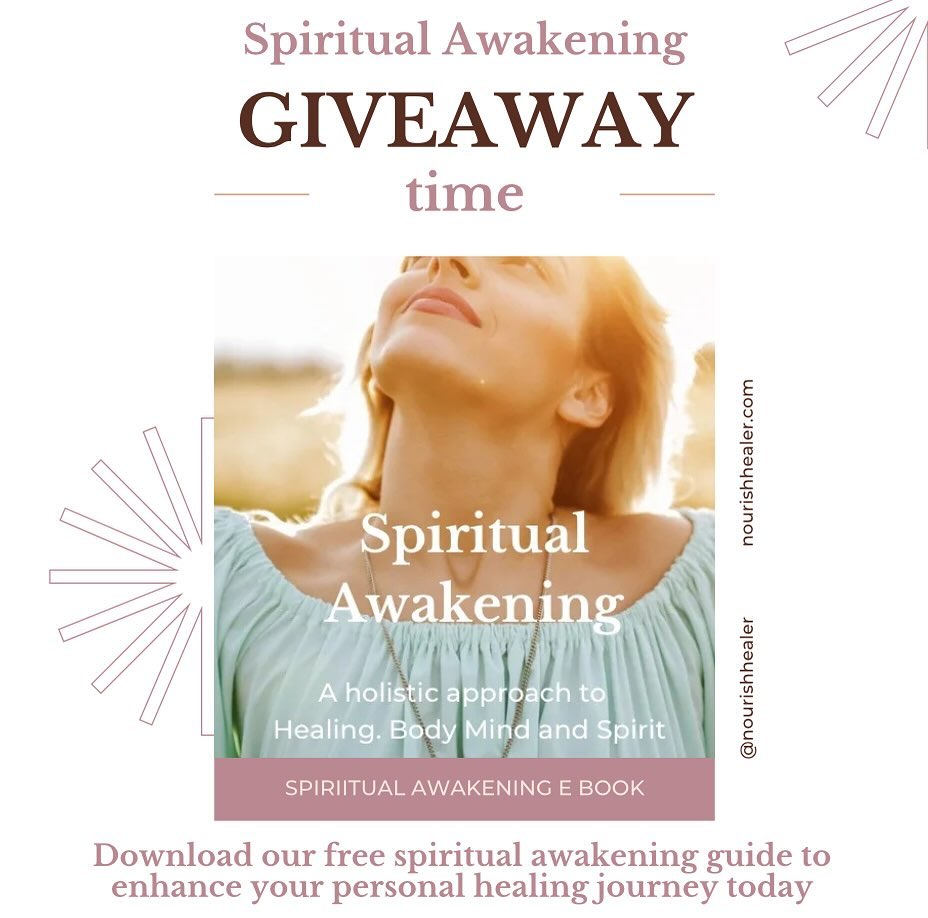 Spiritual Awakening
GIVEAWAY
time
Spiritual
Awakening
A holistic approach to
Healing. Body Mind and Spirit
SPIRIITUAL AWAKENING E BOOK
nourishhealer.com
@nourishhealer
Download our free spiritual awakening guide to
enhance your personal healing journey today